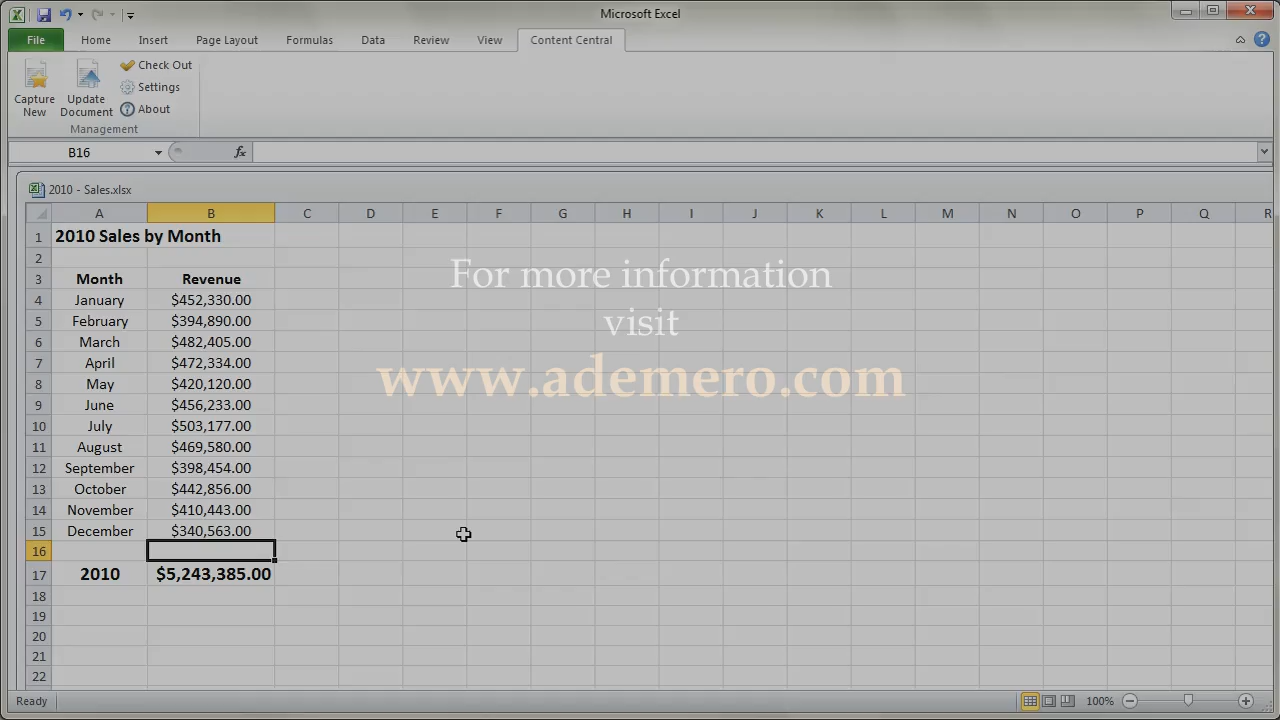 Microsoft Excel
File Home Insert Page Layout Formulas Data Review View Content Central
Capture New
Update Document
Check Out
Settings
About
Management
B16 fx
2010 - Sales.xlsx
A B C D E F G H I J K L M N O P Q R
1 2010 Sales by Month
2
3 Month Revenue
4 January $452,330.00
5 February $394,890.00
6 March $482,405.00
7 April $472,334.00
8 May $420,120.00
9 June $456,233.00
10 July $503,177.00
11 August $469,580.00
12 September $398,454.00
13 October $442,856.00
14 November $410,443.00
15 December $340,563.00
16
17 2010 $5,243,385.00
18
19
20
21
22
For more information
visit
www.ademero.com
Ready 100%